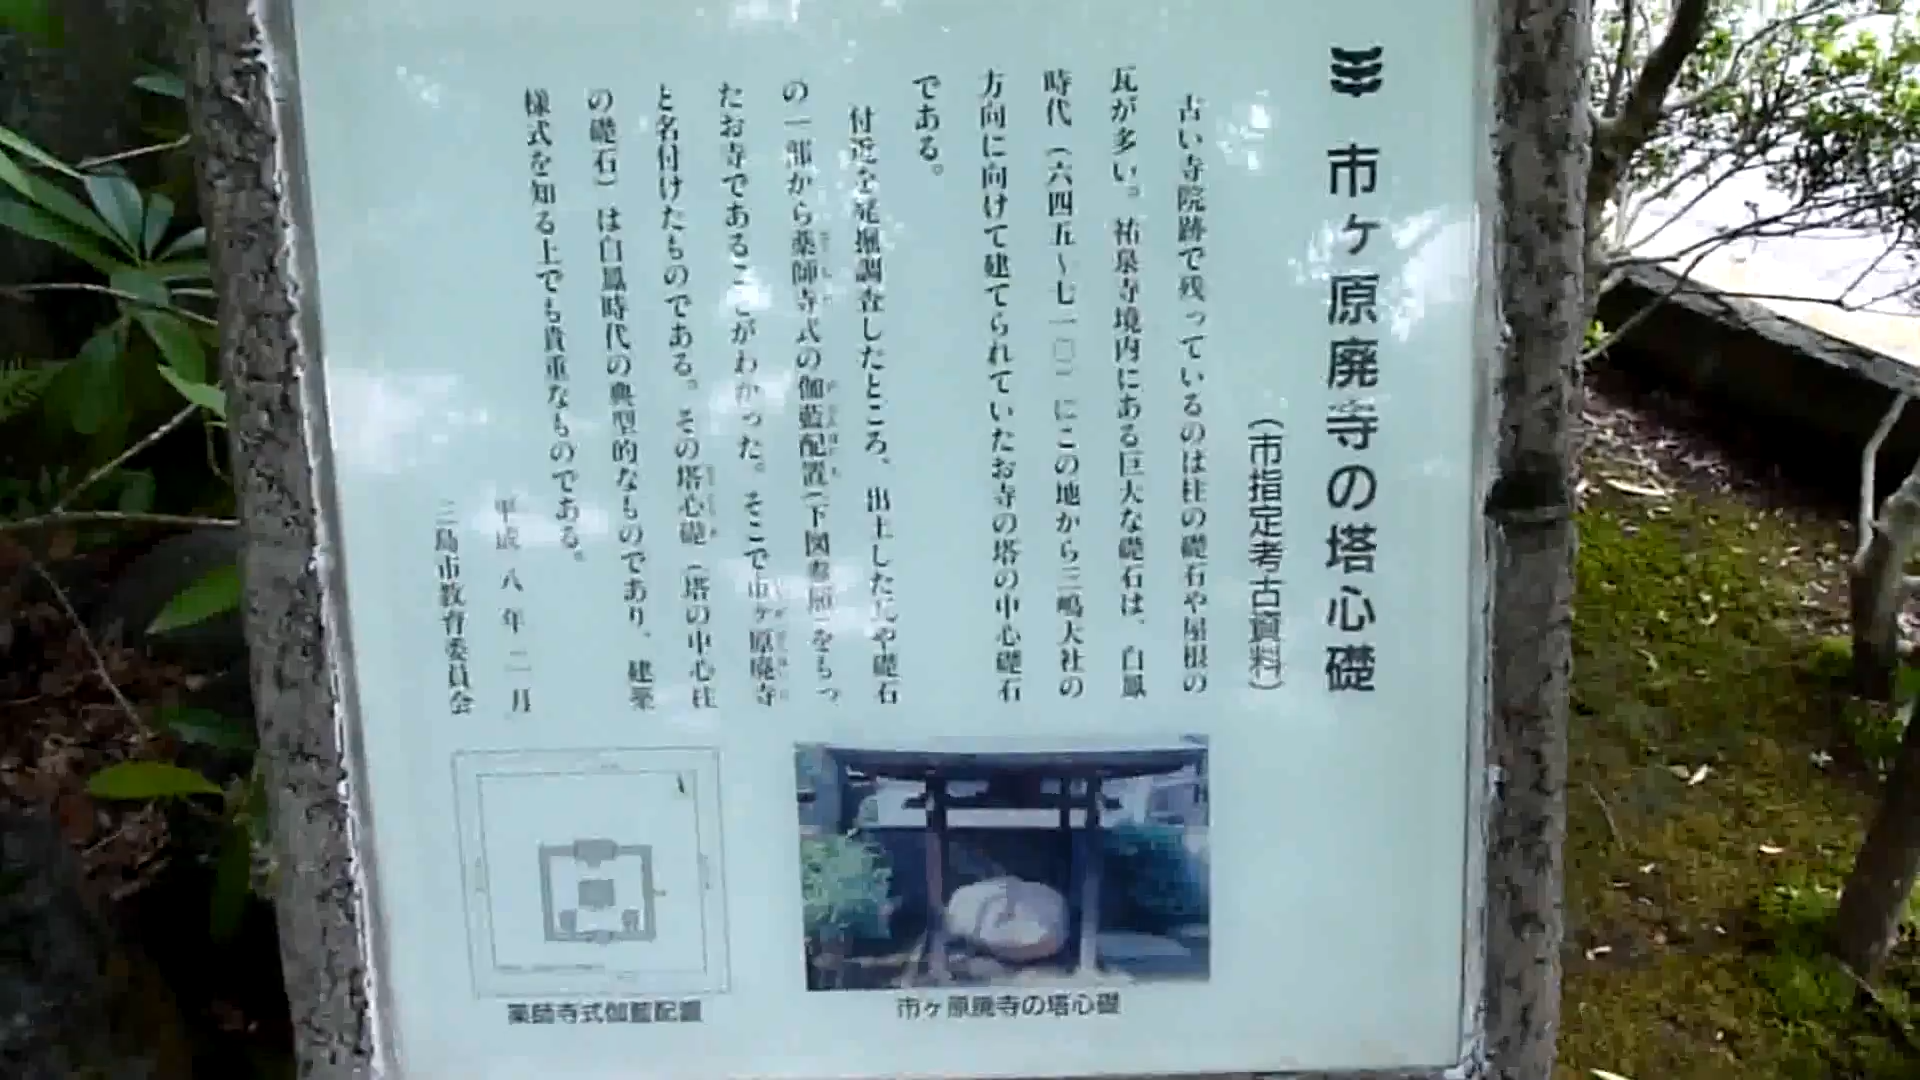 市ヶ原廃寺の塔心礎
(市指定考古資料)
古い寺院跡で残っているのは柱の礎石や屋根の
瓦が多い。祐泉寺境内にある巨大な礎石は、白鳳
時代(六四五〜七一〇)にこの地から三嶋大社の
方向に向けて建てられていたお寺の塔の中心礎石
である。
付近を発掘調査したところ、出土した瓦や礎石
の一部から薬師寺式の伽藍配置(下図参照)をもっ
たお寺であることがわかった。そこで市ヶ原廃寺
と名付けたものである。その塔心礎(塔の中心柱
の礎石)は白鳳時代の典型的なものであり、建築
様式を知る上でも貴重なものである。
平成八年二月
三島市教育委員会
市ヶ原廃寺の塔心礎
薬師寺式伽藍配置